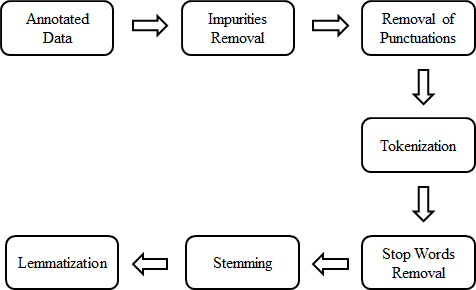 Annotated
Data
Impurities
Removal
Removal of
Punctuations
Tokenization
Stop Words
Removal
Stemming
Lemmatization